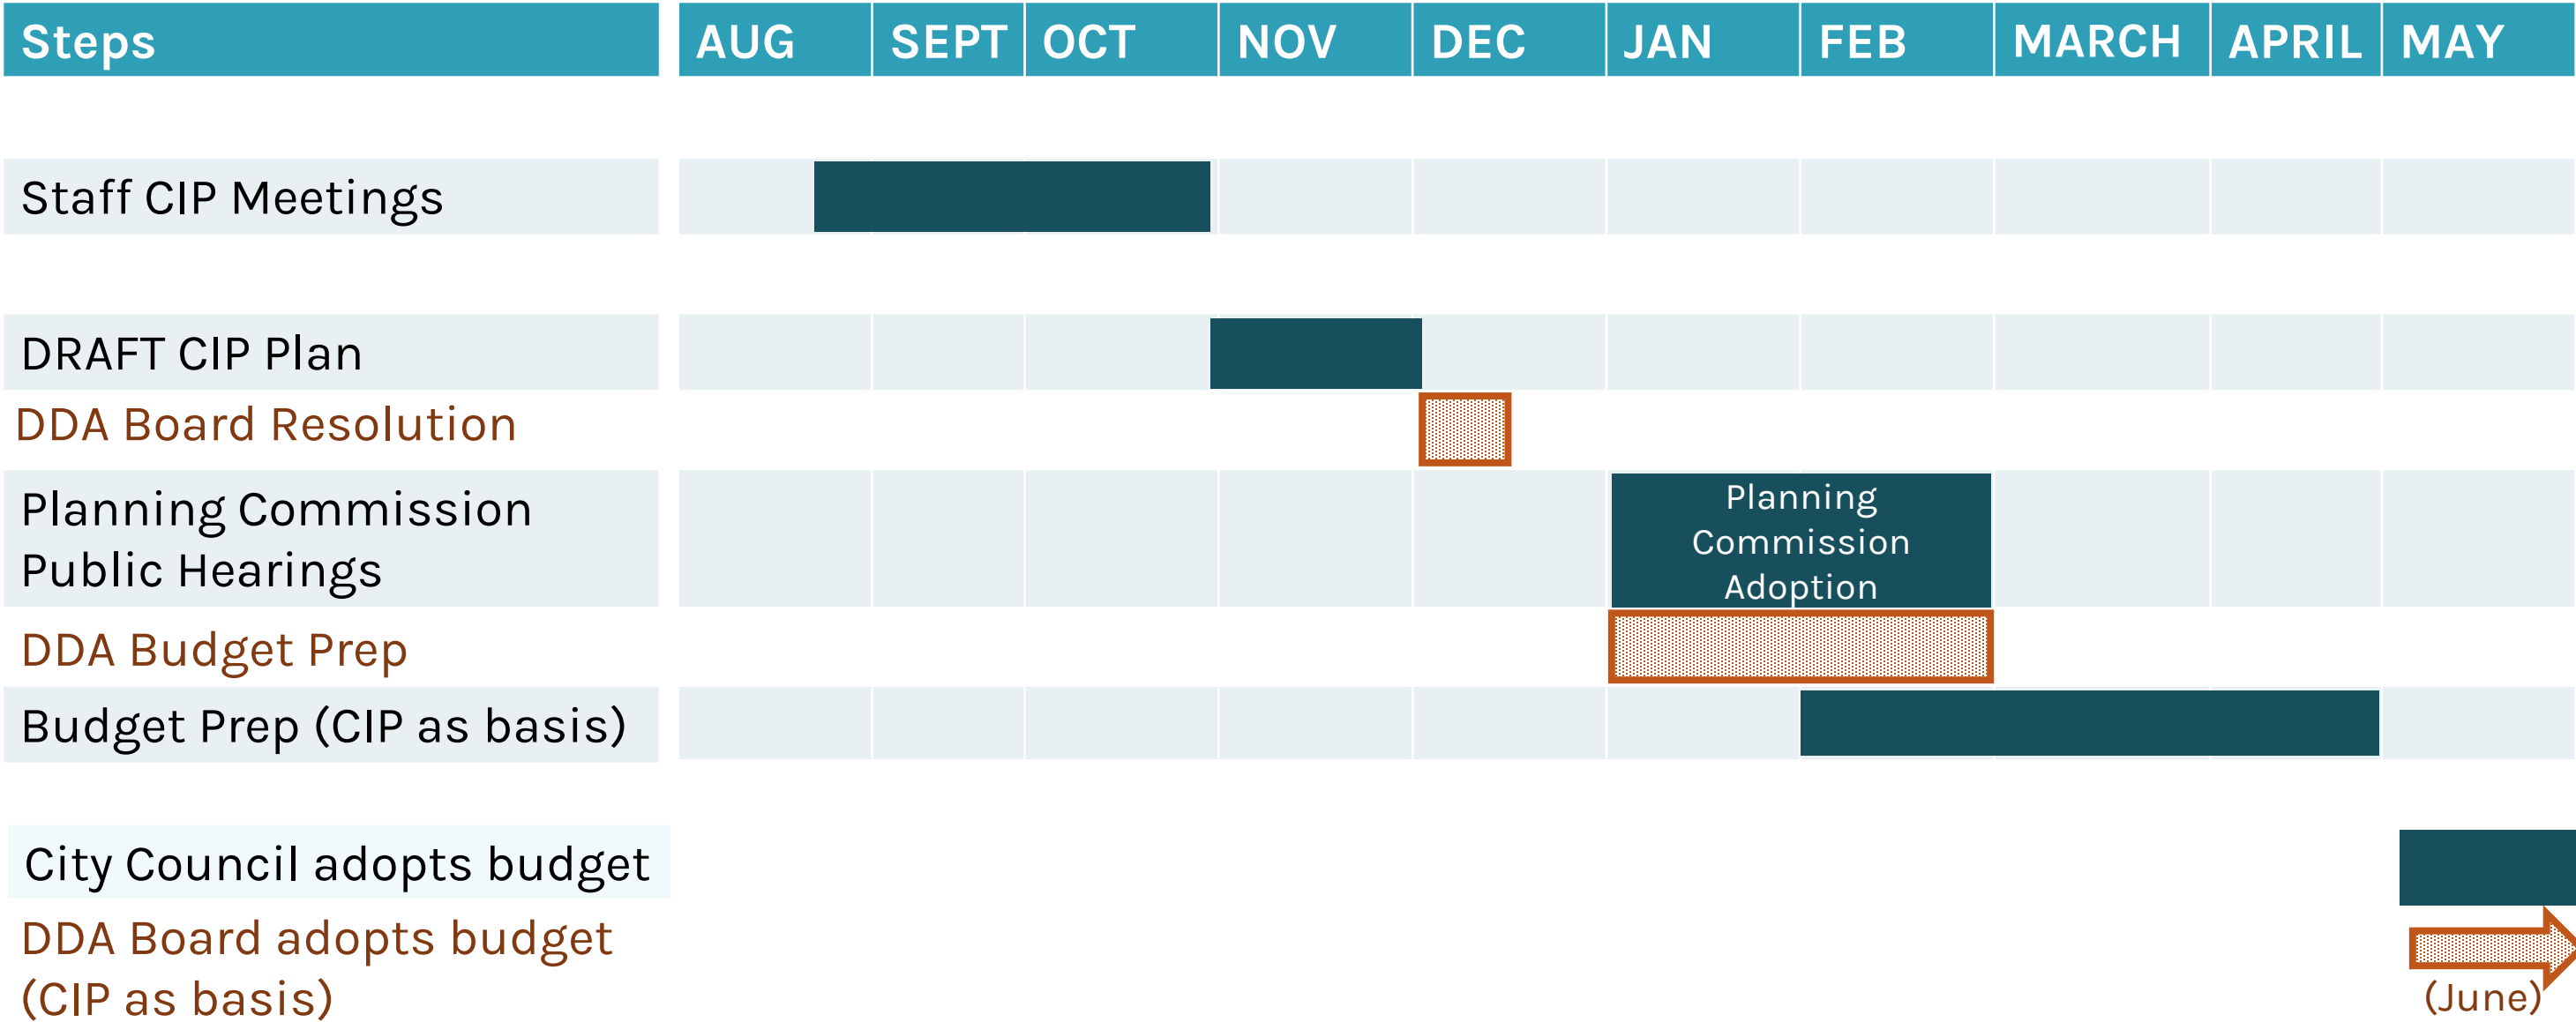 Steps AUG SEPT OCT NOV DEC JAN FEB MARCH APRIL MAY
Staff CIP Meetings
DRAFT CIP Plan
DDA Board Resolution
Planning Commission
Public Hearings
Planning
Commission
Adoption
DDA Budget Prep
Budget Prep (CIP as basis)
City Council adopts budget
DDA Board adopts budget
(CIP as basis)
(June)